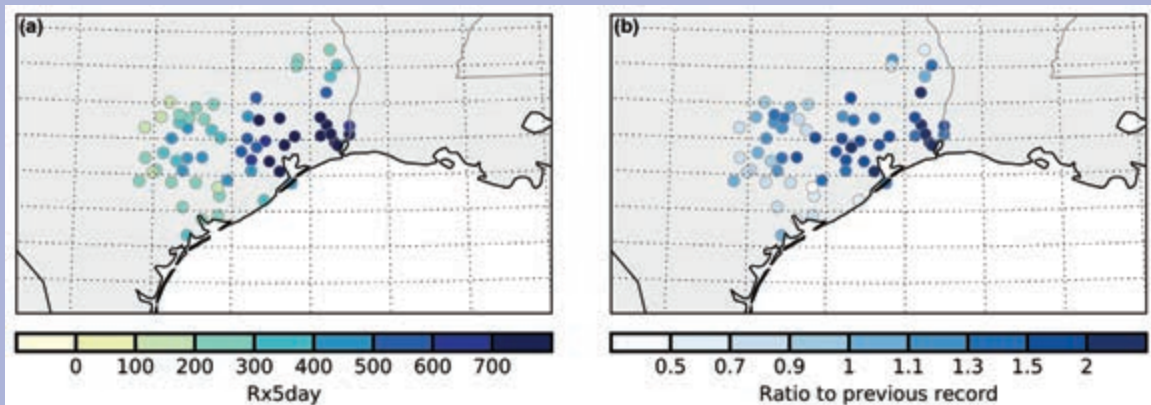 (a)
(b)
0 100 200 300 400 500 600 700
Rx5day
0.5 0.7 0.9 1 1.1 1.3 1.5 2
Ratio to previous record